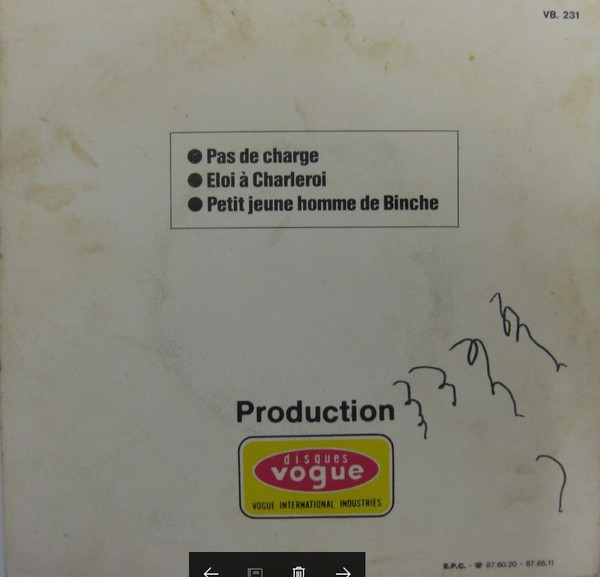 VB. 231
Pas de charge
Eloi à Charleroi
Petit jeune homme de Binche
Production
disques
vogue
VOGUE INTERNATIONAL INDUSTRIES
E.P.C. - ☎ 87.60.20 - 87.65.11